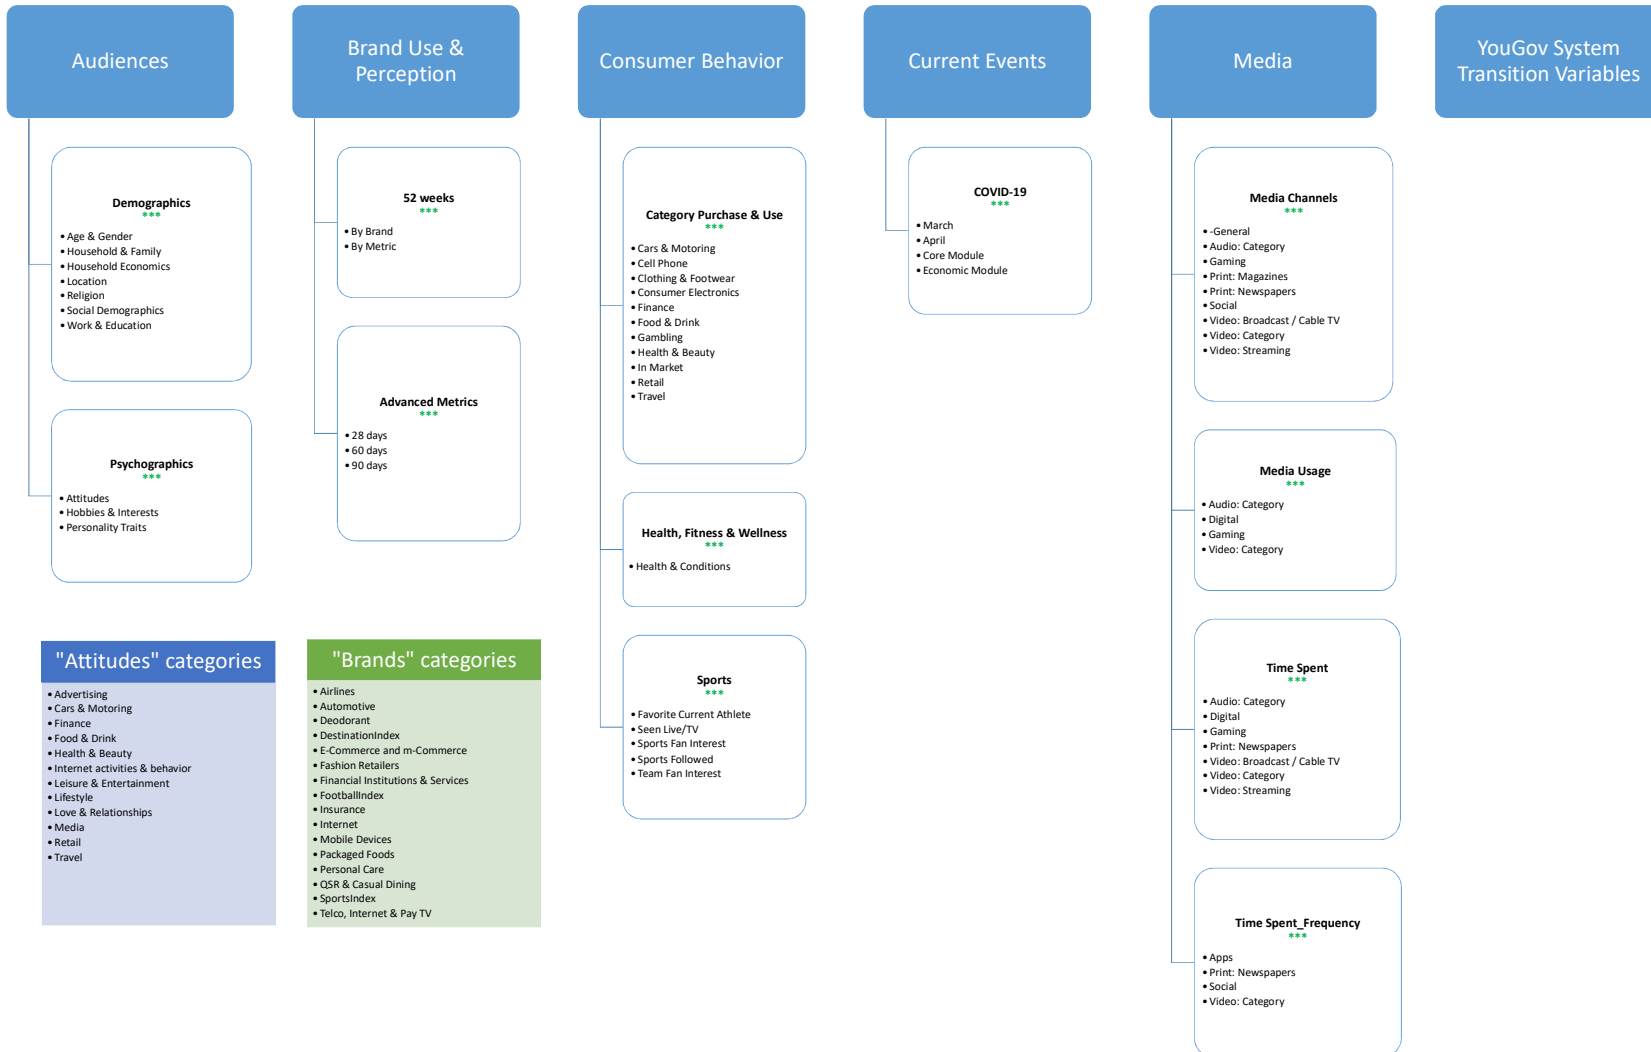 Audiences
Demographics
***
• Age & Gender
• Household & Family
• Household Economics
• Location
• Religion
• Social Demographics
• Work & Education
Psychographics
***
• Attitudes
• Hobbies & Interests
• Personality Traits
Brand Use &
Perception
52 weeks
***
• By Brand
• By Metric
Advanced Metrics
***
• 28 days
• 60 days
• 90 days
Consumer Behavior
Category Purchase & Use
***
• Cars & Motoring
• Cell Phone
• Clothing & Footwear
• Consumer Electronics
• Finance
• Food & Drink
• Gambling
• Health & Beauty
• In Market
• Retail
• Travel
Health, Fitness & Wellness
***
• Health & Conditions
Sports
***
• Favorite Current Athlete
• Seen Live/TV
• Sports Fan Interest
• Sports Followed
• Team Fan Interest
Current Events
COVID-19
***
• March
• April
• Core Module
• Economic Module
Media
Media Channels
***
• -General
• Audio: Category
• Gaming
• Print: Magazines
• Print: Newspapers
• Social
• Video: Broadcast / Cable TV
• Video: Category
• Video: Streaming
Media Usage
***
• Audio: Category
• Digital
• Gaming
• Video: Category
Time Spent
***
• Audio: Category
• Digital
• Gaming
• Print: Newspapers
• Video: Broadcast / Cable TV
• Video: Category
• Video: Streaming
Time Spent_Frequency
***
• Apps
• Print: Newspapers
• Social
• Video: Category
YouGov System
Transition Variables
"Attitudes" categories
• Advertising
• Cars & Motoring
• Finance
• Food & Drink
• Health & Beauty
• Internet activities & behavior
• Leisure & Entertainment
• Lifestyle
• Love & Relationships
• Media
• Retail
• Travel
"Brands" categories
• Airlines
• Automotive
• Deodorant
• DestinationIndex
• E-Commerce and m-Commerce
• Fashion Retailers
• Financial Institutions & Services
• FootballIndex
• Insurance
• Internet
• Mobile Devices
• Packaged Foods
• Personal Care
• QSR & Casual Dining
• SportsIndex
• Telco, Internet & Pay TV